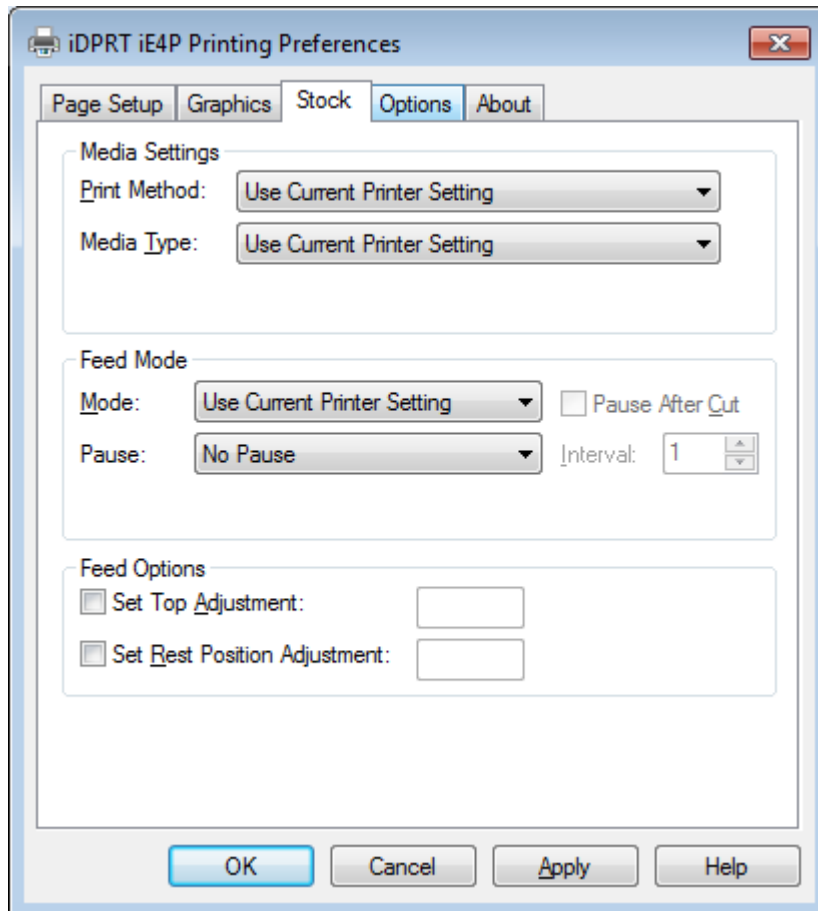 iDPRT iE4P Printing Preferences
Page Setup Graphics Stock Options About
Media Settings
Print Method: Use Current Printer Setting
Media Type: Use Current Printer Setting
Feed Mode
Mode: Use Current Printer Setting Pause After Cut
Pause: No Pause Interval: 1
Feed Options
Set Top Adjustment:
Set Rest Position Adjustment:
OK Cancel Apply Help